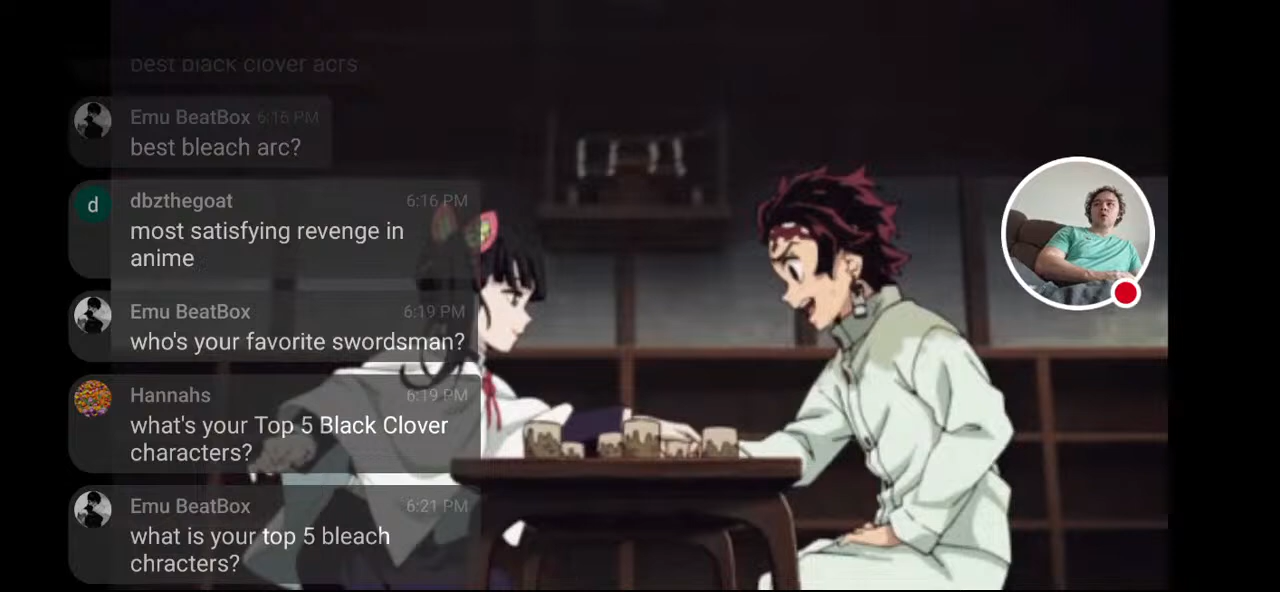 best black clover acrs
Emu BeatBox 6:16 PM
best bleach arc?
d
dbzthegoat 6:16 PM
most satisfying revenge in
anime
Emu BeatBox 6:19 PM
who's your favorite swordsman?
Hannahs 6:19 PM
what's your Top 5 Black Clover
characters?
Emu BeatBox 6:21 PM
what is your top 5 bleach
chracters?